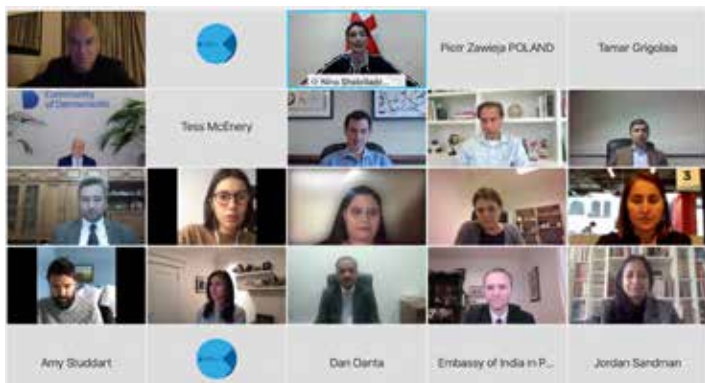 Piotr Zawieja POLAND
Tamar Grigolaia
Community
of Democracies
Tess McEnery
3
Amy Studdart
Dan Danta
Embassy of India in P...
Jordan Sandman